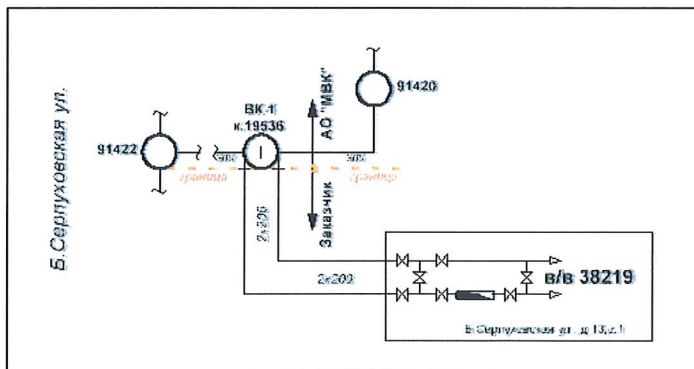 Б.Серпуховская ул.
91422
ВК-1
к.19536
АО "МВК"
91420
граница
граница
Заказчик
2х200
2х200
в/в 38219
Б.Серпуховская ул., д.13,с.1